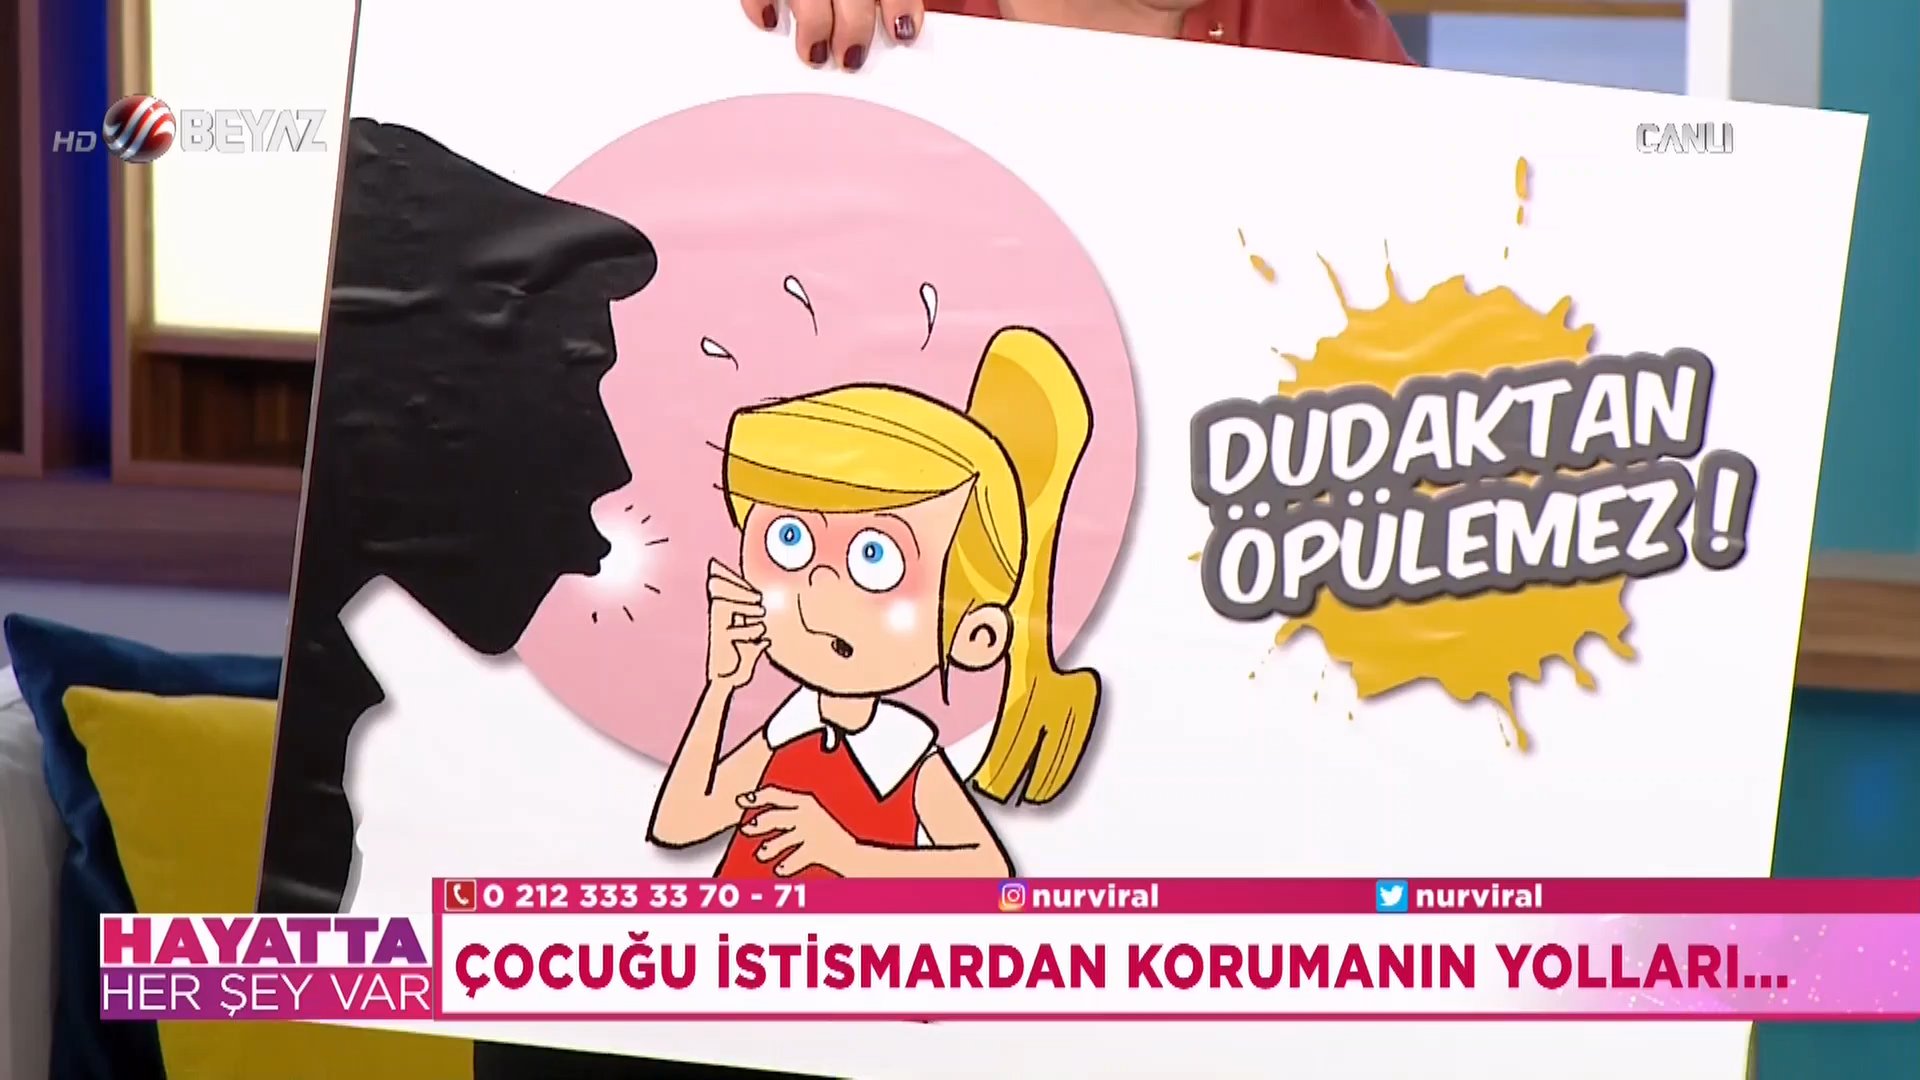 HD BEYAZ
CANLI
DUDAKTAN
ÖPÜLEMEZ!
0 212 333 33 70 - 71
nurviral
nurviral
HAYATTA
HER ŞEY VAR
ÇOCUĞU İSTİSMARDAN KORUMANIN YOLLARI...